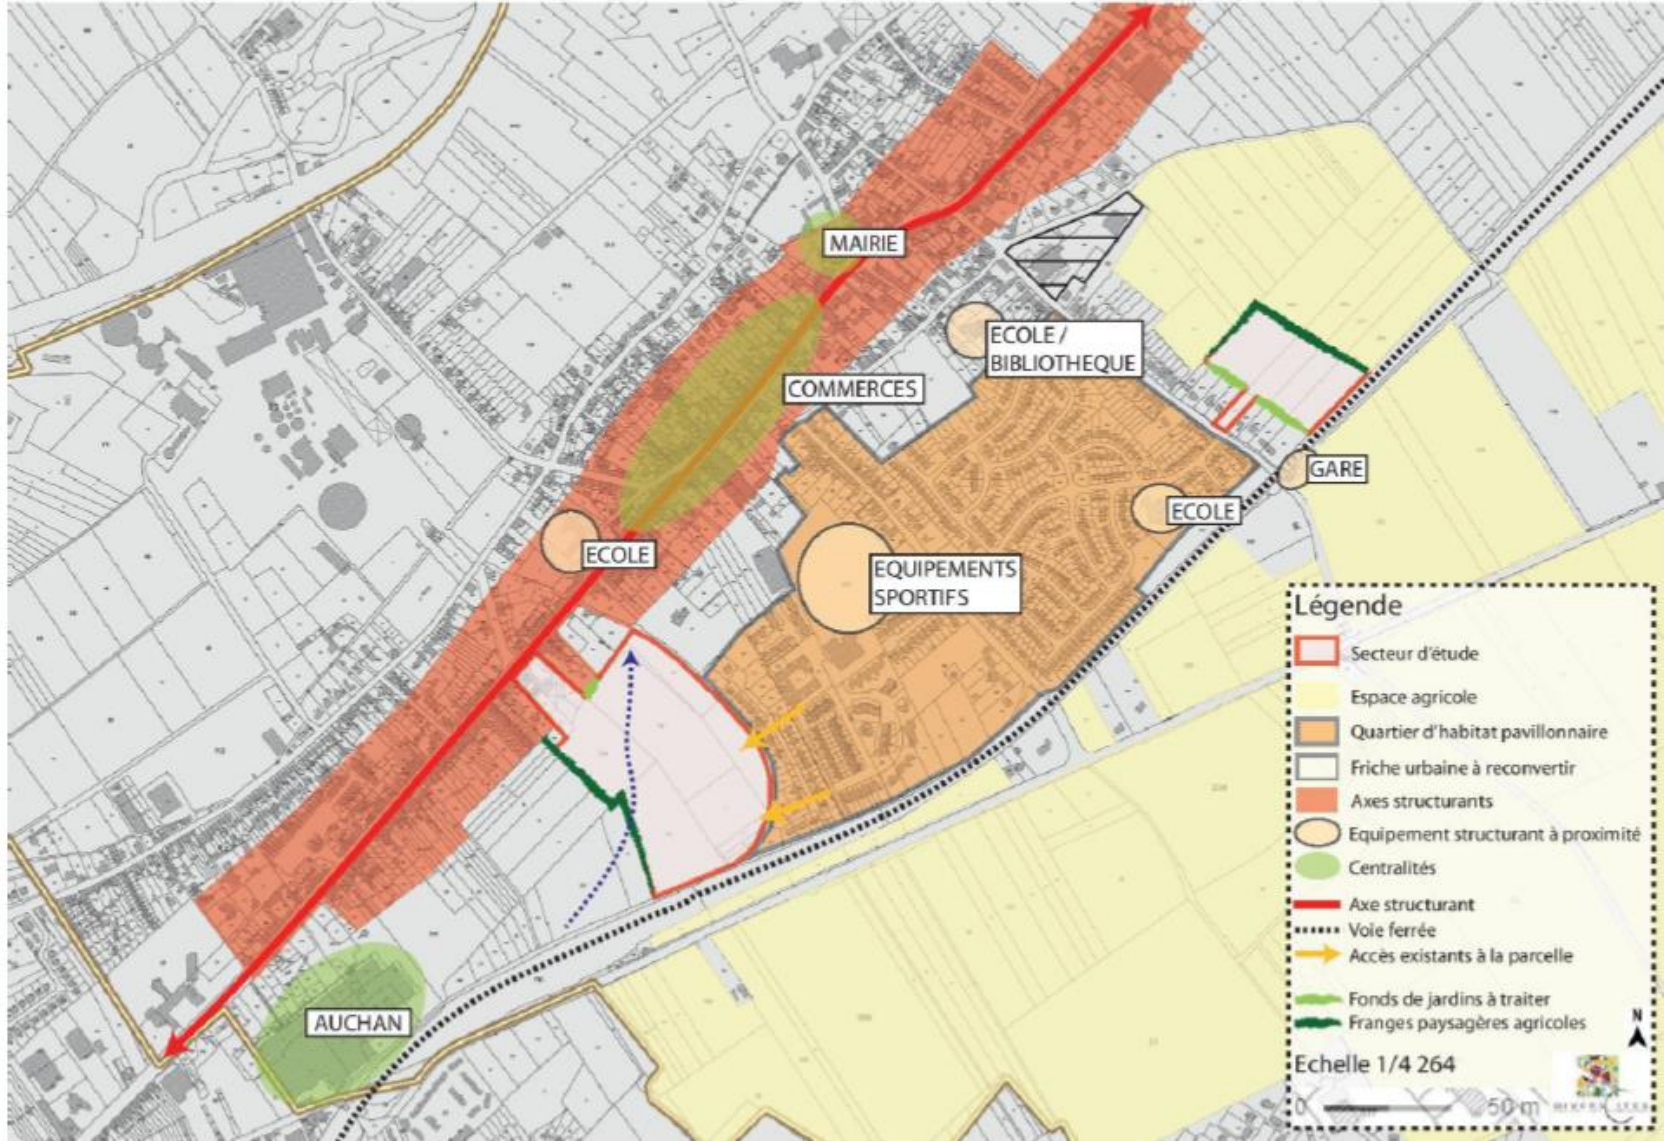 MAIRIE
ECOLE /
BIBLIOTHEQUE
COMMERCES
GARE
ECOLE
ECOLE
EQUIPEMENTS
SPORTIFS
AUCHAN
Légende
Secteur d'étude
Espace agricole
Quartier d'habitat pavillonnaire
Friche urbaine à reconvertir
Axes structurants
Equipement structurant à proximité
Centralités
Axe structurant
Voie ferrée
Accès existants à la parcelle
Fonds de jardins à traiter
Franges paysagères agricoles
N
Echelle 1/4 264
0 50 m